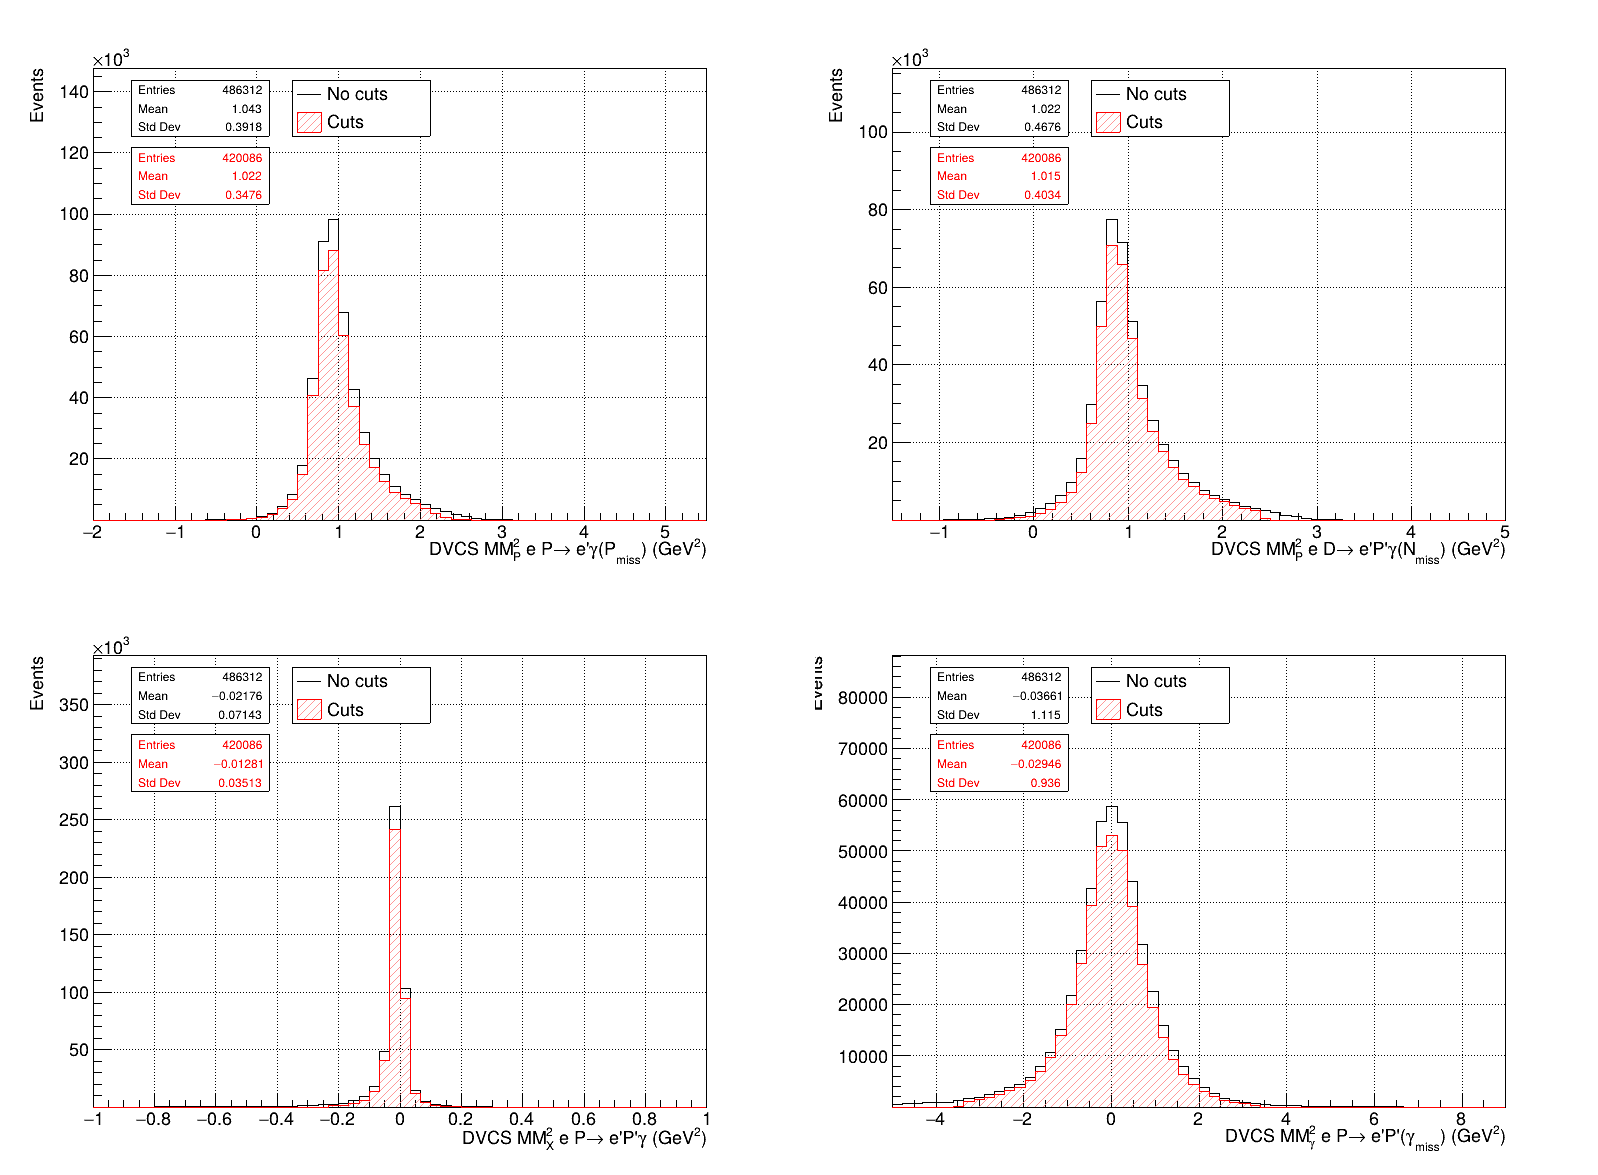 ×10³
Events
Entries 486312
Mean 1.043
Std Dev 0.3918
Entries 420086
Mean 1.022
Std Dev 0.3476
No cuts
Cuts
140
120
100
80
60
40
20
−2 −1 0 1 2 3 4 5
DVCS MM²_P e P→ e'γ(P_miss) (GeV²)
×10³
Events
Entries 486312
Mean 1.022
Std Dev 0.4676
Entries 420086
Mean 1.015
Std Dev 0.4034
No cuts
Cuts
100
80
60
40
20
−1 0 1 2 3 4 5
DVCS MM²_P e D→ e'P'γ(N_miss) (GeV²)
×10³
Events
Entries 486312
Mean −0.02176
Std Dev 0.07143
Entries 420086
Mean −0.01281
Std Dev 0.03513
No cuts
Cuts
350
300
250
200
150
100
50
−1 −0.8 −0.6 −0.4 −0.2 0 0.2 0.4 0.6 0.8 1
DVCS MM²_X e P→ e'P'γ (GeV²)
Events
Entries 486312
Mean −0.03661
Std Dev 1.115
Entries 420086
Mean −0.02946
Std Dev 0.936
No cuts
Cuts
80000
70000
60000
50000
40000
30000
20000
10000
−4 −2 0 2 4 6 8
DVCS MM²_γ e P→ e'P'(γ_miss) (GeV²)